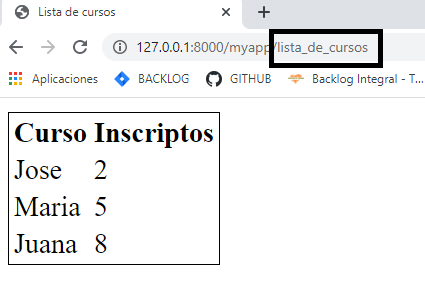 Lista de cursos
127.0.0.1:8000/myapp/lista_de_cursos
Aplicaciones BACKLOG GITHUB Backlog Integral - T...
Curso Inscriptos
Jose 2
Maria 5
Juana 8